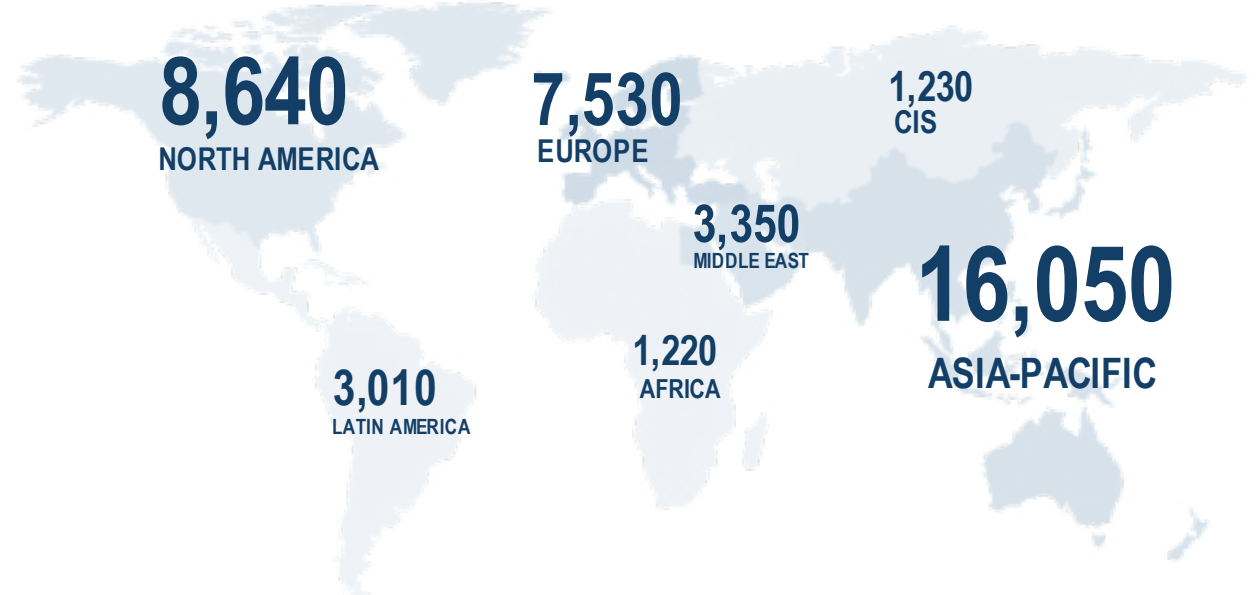 8,640
NORTH AMERICA
7,530
EUROPE
1,230
CIS
3,350
MIDDLE EAST
16,050
ASIA-PACIFIC
1,220
AFRICA
3,010
LATIN AMERICA